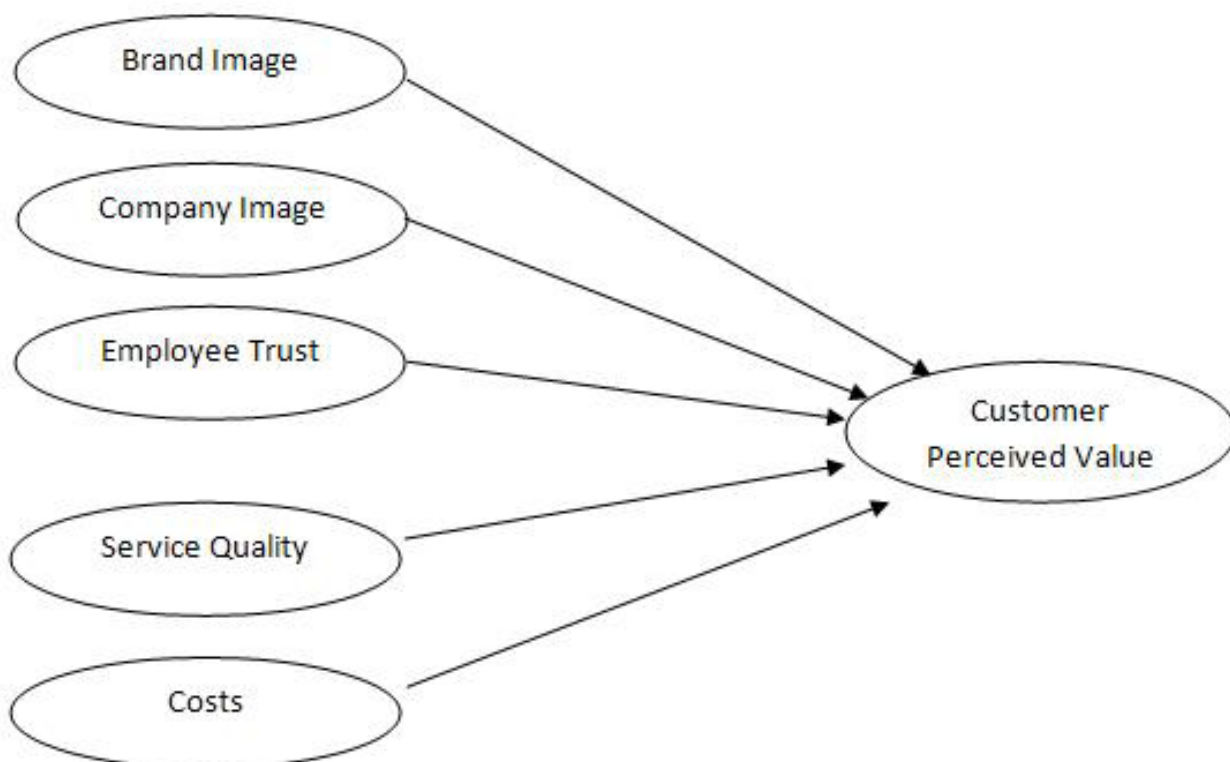 Brand Image
Company Image
Employee Trust
Customer
Perceived Value
Service Quality
Costs